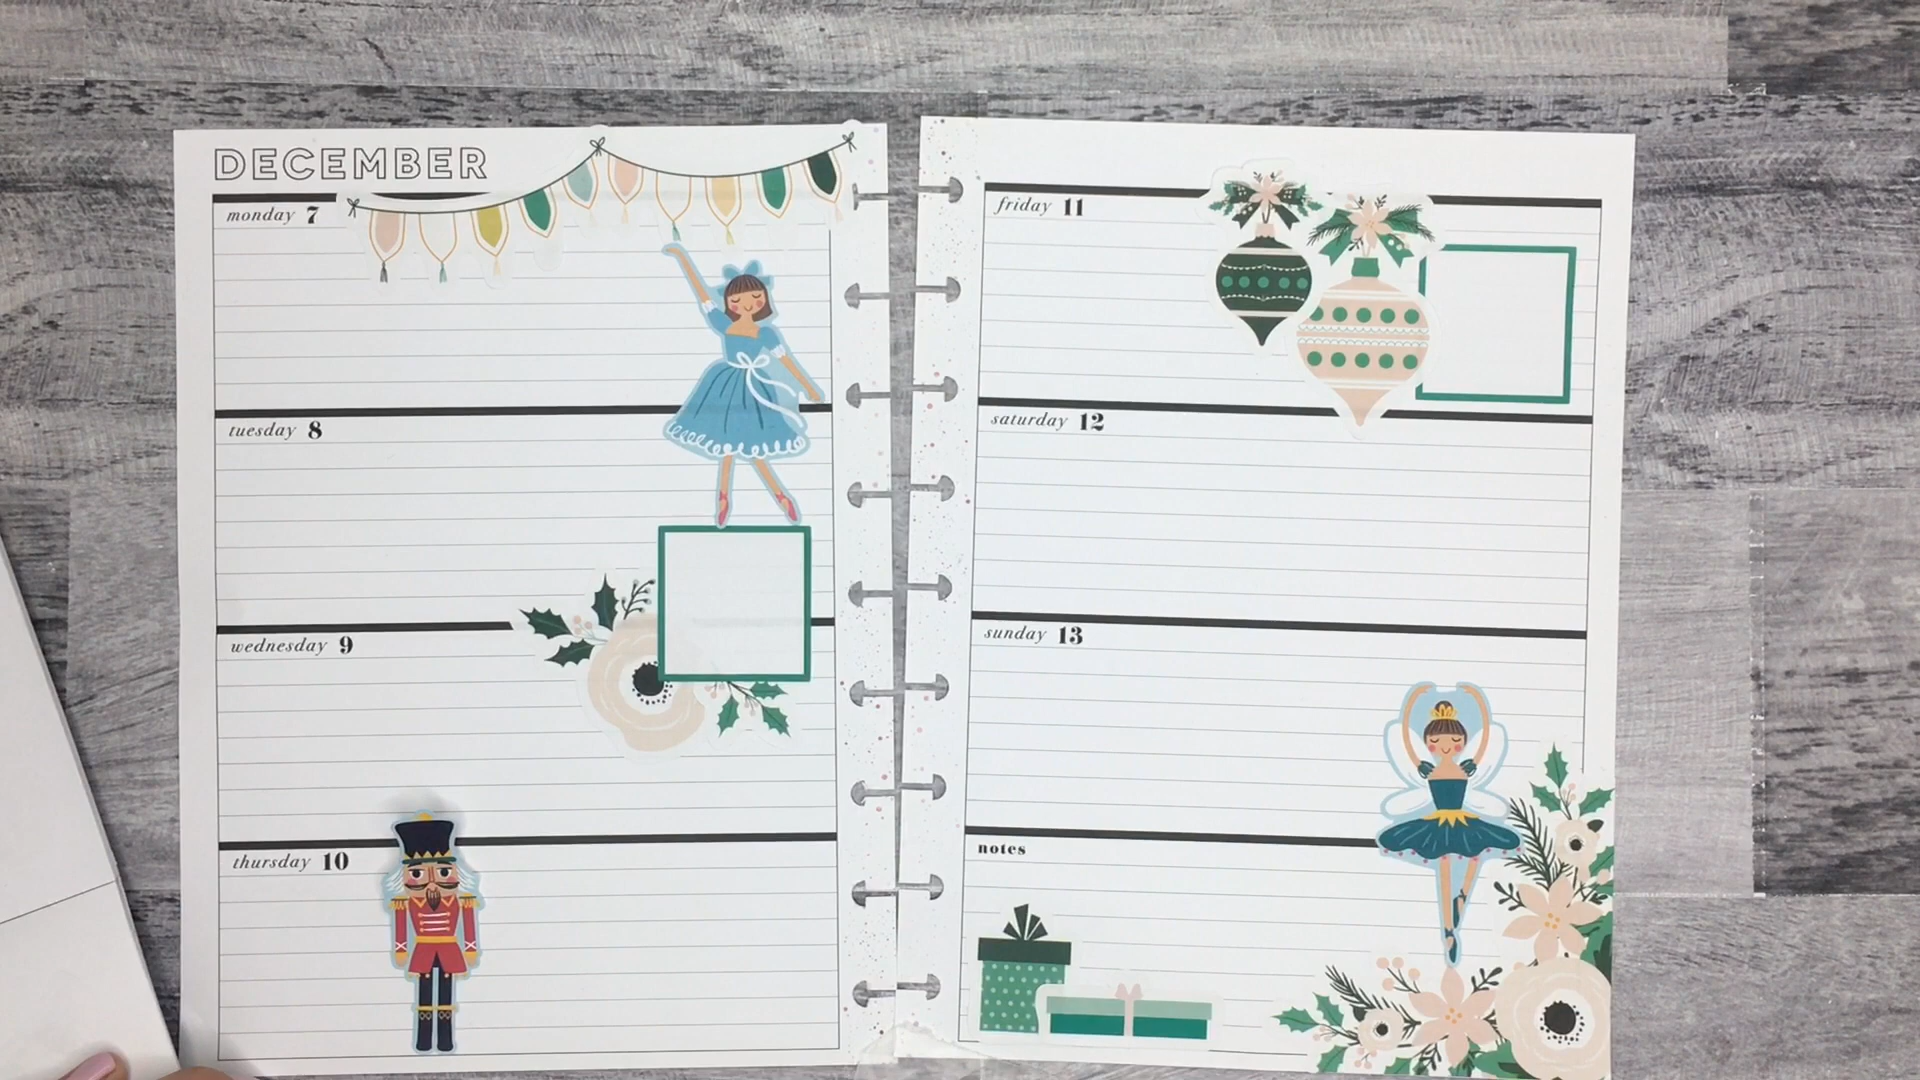 DECEMBER
monday 7
tuesday 8
wednesday 9
thursday 10
friday 11
saturday 12
sunday 13
notes